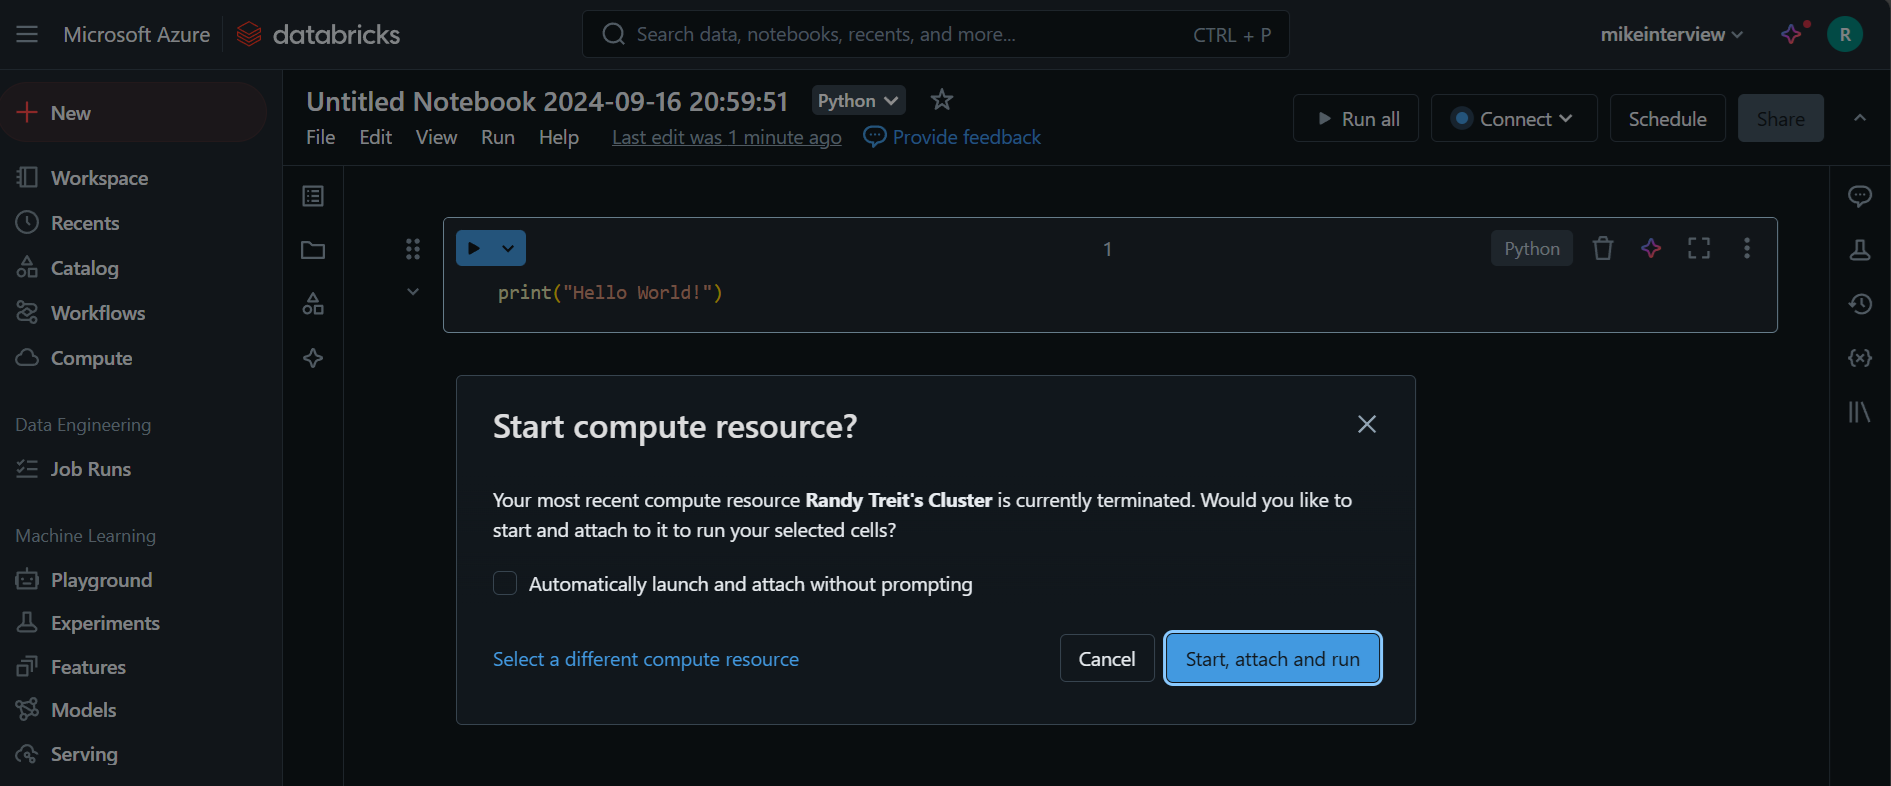 Microsoft Azure databricks
Search data, notebooks, recents, and more... CTRL + P
mikeinterview R
New
Workspace
Recents
Catalog
Workflows
Compute
Data Engineering
Job Runs
Machine Learning
Playground
Experiments
Features
Models
Serving
Untitled Notebook 2024-09-16 20:59:51 Python
File Edit View Run Help Last edit was 1 minute ago Provide feedback
Run all Connect Schedule Share
1 Python
print("Hello World!")
Start compute resource?
Your most recent compute resource Randy Treit's Cluster is currently terminated. Would you like to
start and attach to it to run your selected cells?
Automatically launch and attach without prompting
Select a different compute resource Cancel Start, attach and run